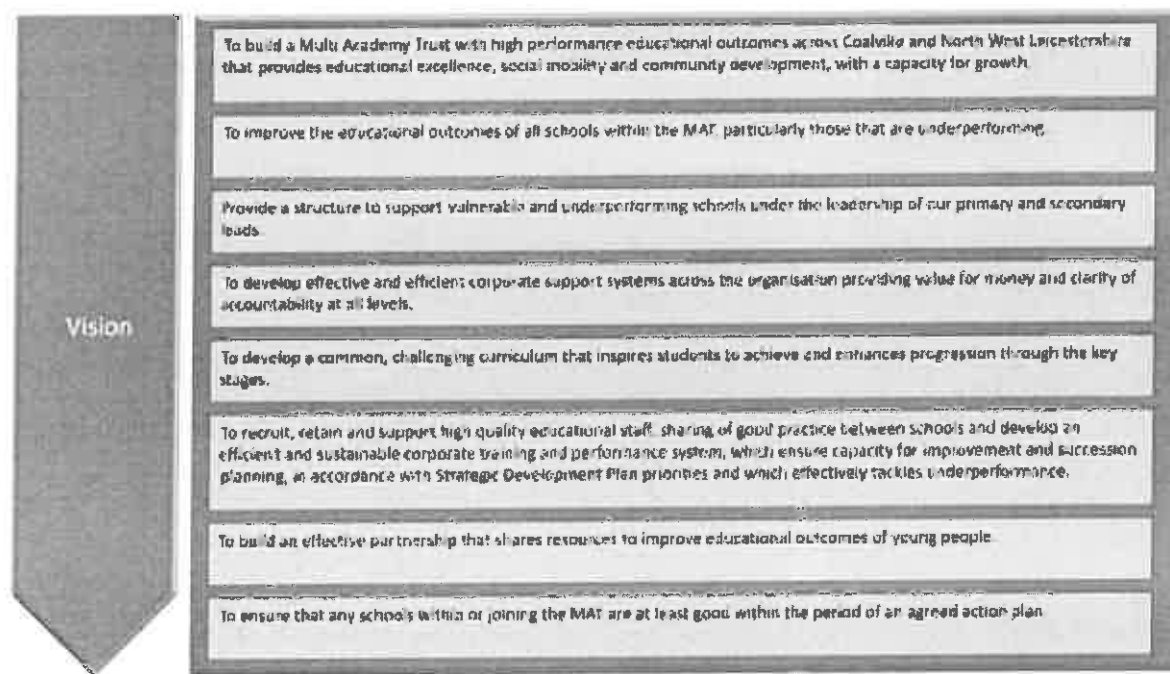 Vision
To build a Multi Academy Trust with high performance educational outcomes across Coalville and North West Leicestershire
that provides educational excellence, social mobility and community development, with a capacity for growth
To improve the educational outcomes of all schools within the MAT, particularly those that are underperforming
Provide a structure to support vulnerable and underperforming schools under the leadership of our primary and secondary
leads
To develop effective and efficient corporate support systems across the organisation providing value for money and clarity of
accountability at all levels.
To develop a common, challenging curriculum that inspires students to achieve and enhances progression through the key
stages.
To recruit, retain and support high quality educational staff, sharing of good practice between schools and develop an
efficient and sustainable corporate training and performance system, which ensure capacity for improvement and succession
planning, in accordance with Strategic Development Plan priorities and which effectively tackles underperformance.
To build an effective partnership that shares resources to improve educational outcomes of young people
To ensure that any schools within or joining the MAT are at least good within the period of an agreed action plan